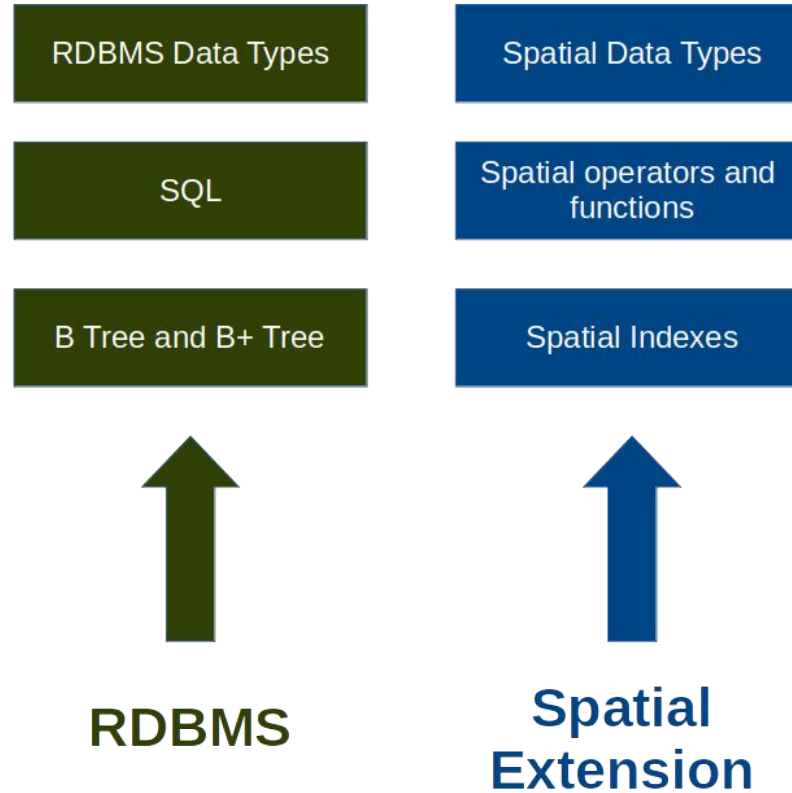 RDBMS Data Types
Spatial Data Types
SQL
Spatial operators and
functions
B Tree and B+ Tree
Spatial Indexes
RDBMS
Spatial
Extension